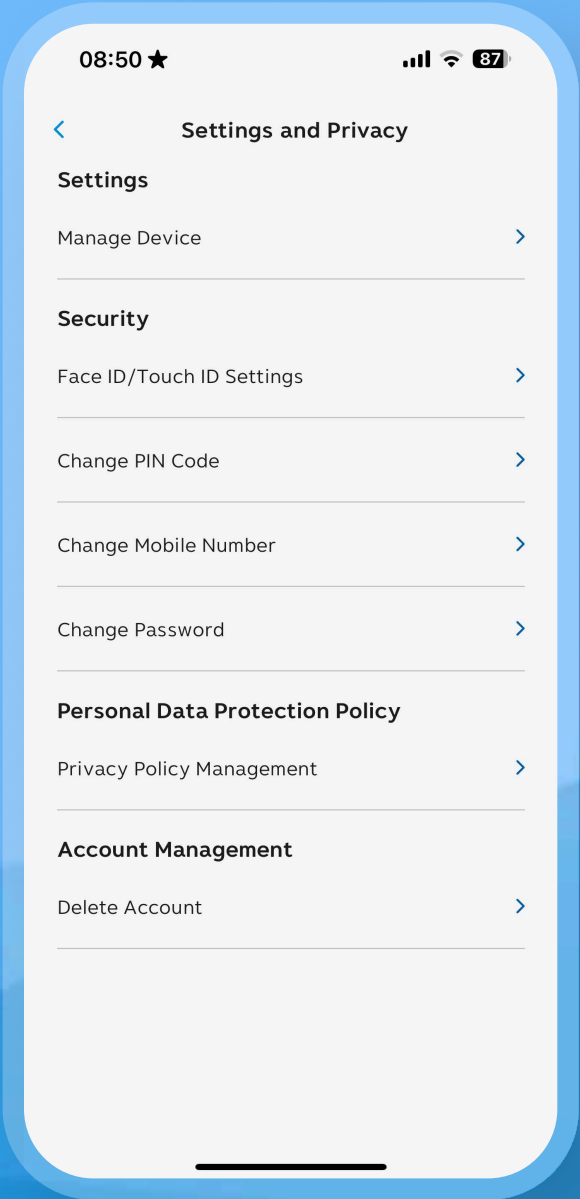 08:50
87
Settings and Privacy
Settings
Manage Device
Security
Face ID/Touch ID Settings
Change PIN Code
Change Mobile Number
Change Password
Personal Data Protection Policy
Privacy Policy Management
Account Management
Delete Account